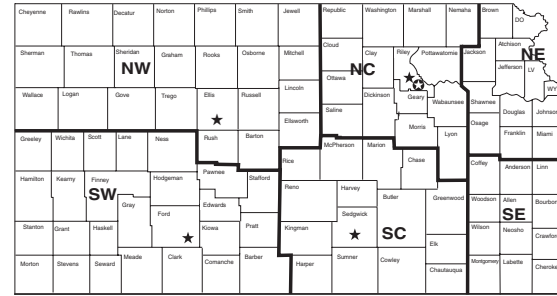 Cheyenne Rawlins Decatur Norton Phillips Smith Jewell Republic Washington Marshall Nemaha Brown DO
Sherman Thomas Sheridan Graham Rooks Osborne Mitchell Cloud Clay Riley Pottawatomie Jackson Atchison
NW NC NE
Ottawa Jefferson LV
Wallace Logan Gove Trego Ellis Russell Lincoln Dickinson Geary Wabaunsee Shawnee WY
Ellsworth Saline Morris Lyon Osage Douglas Johnson
Greeley Wichita Scott Lane Ness Rush Barton McPherson Marion Franklin Miami
Rice Chase Coffey Anderson Linn
Hamilton Kearny Finney Hodgeman Pawnee Stafford Reno Harvey Butler Greenwood Woodson Allen Bourbon
SW SC SE
Gray Ford Edwards Sedgwick
Stanton Grant Haskell Kiowa Pratt Kingman Elk Wilson Neosho Crawford
Morton Stevens Seward Meade Clark Comanche Barber Harper Sumner Cowley Chautauqua Montgomery Labette Cheroke